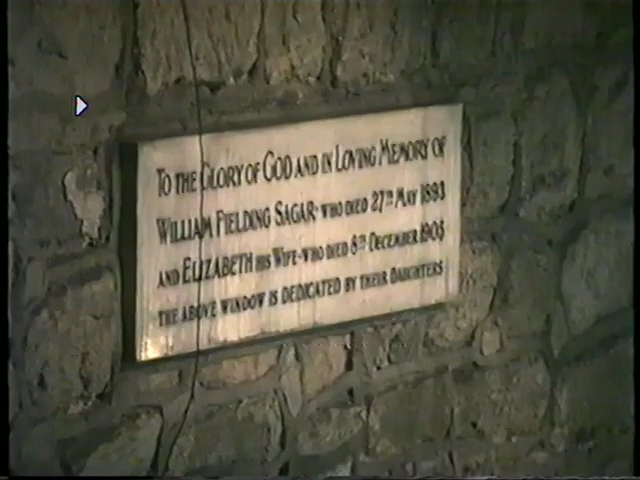 To the Glory of God and in Loving Memory of
William Fielding Sagar · who died 27th May 1893
and Elizabeth his Wife · who died 8th December 1905
the above window is dedicated by their daughters